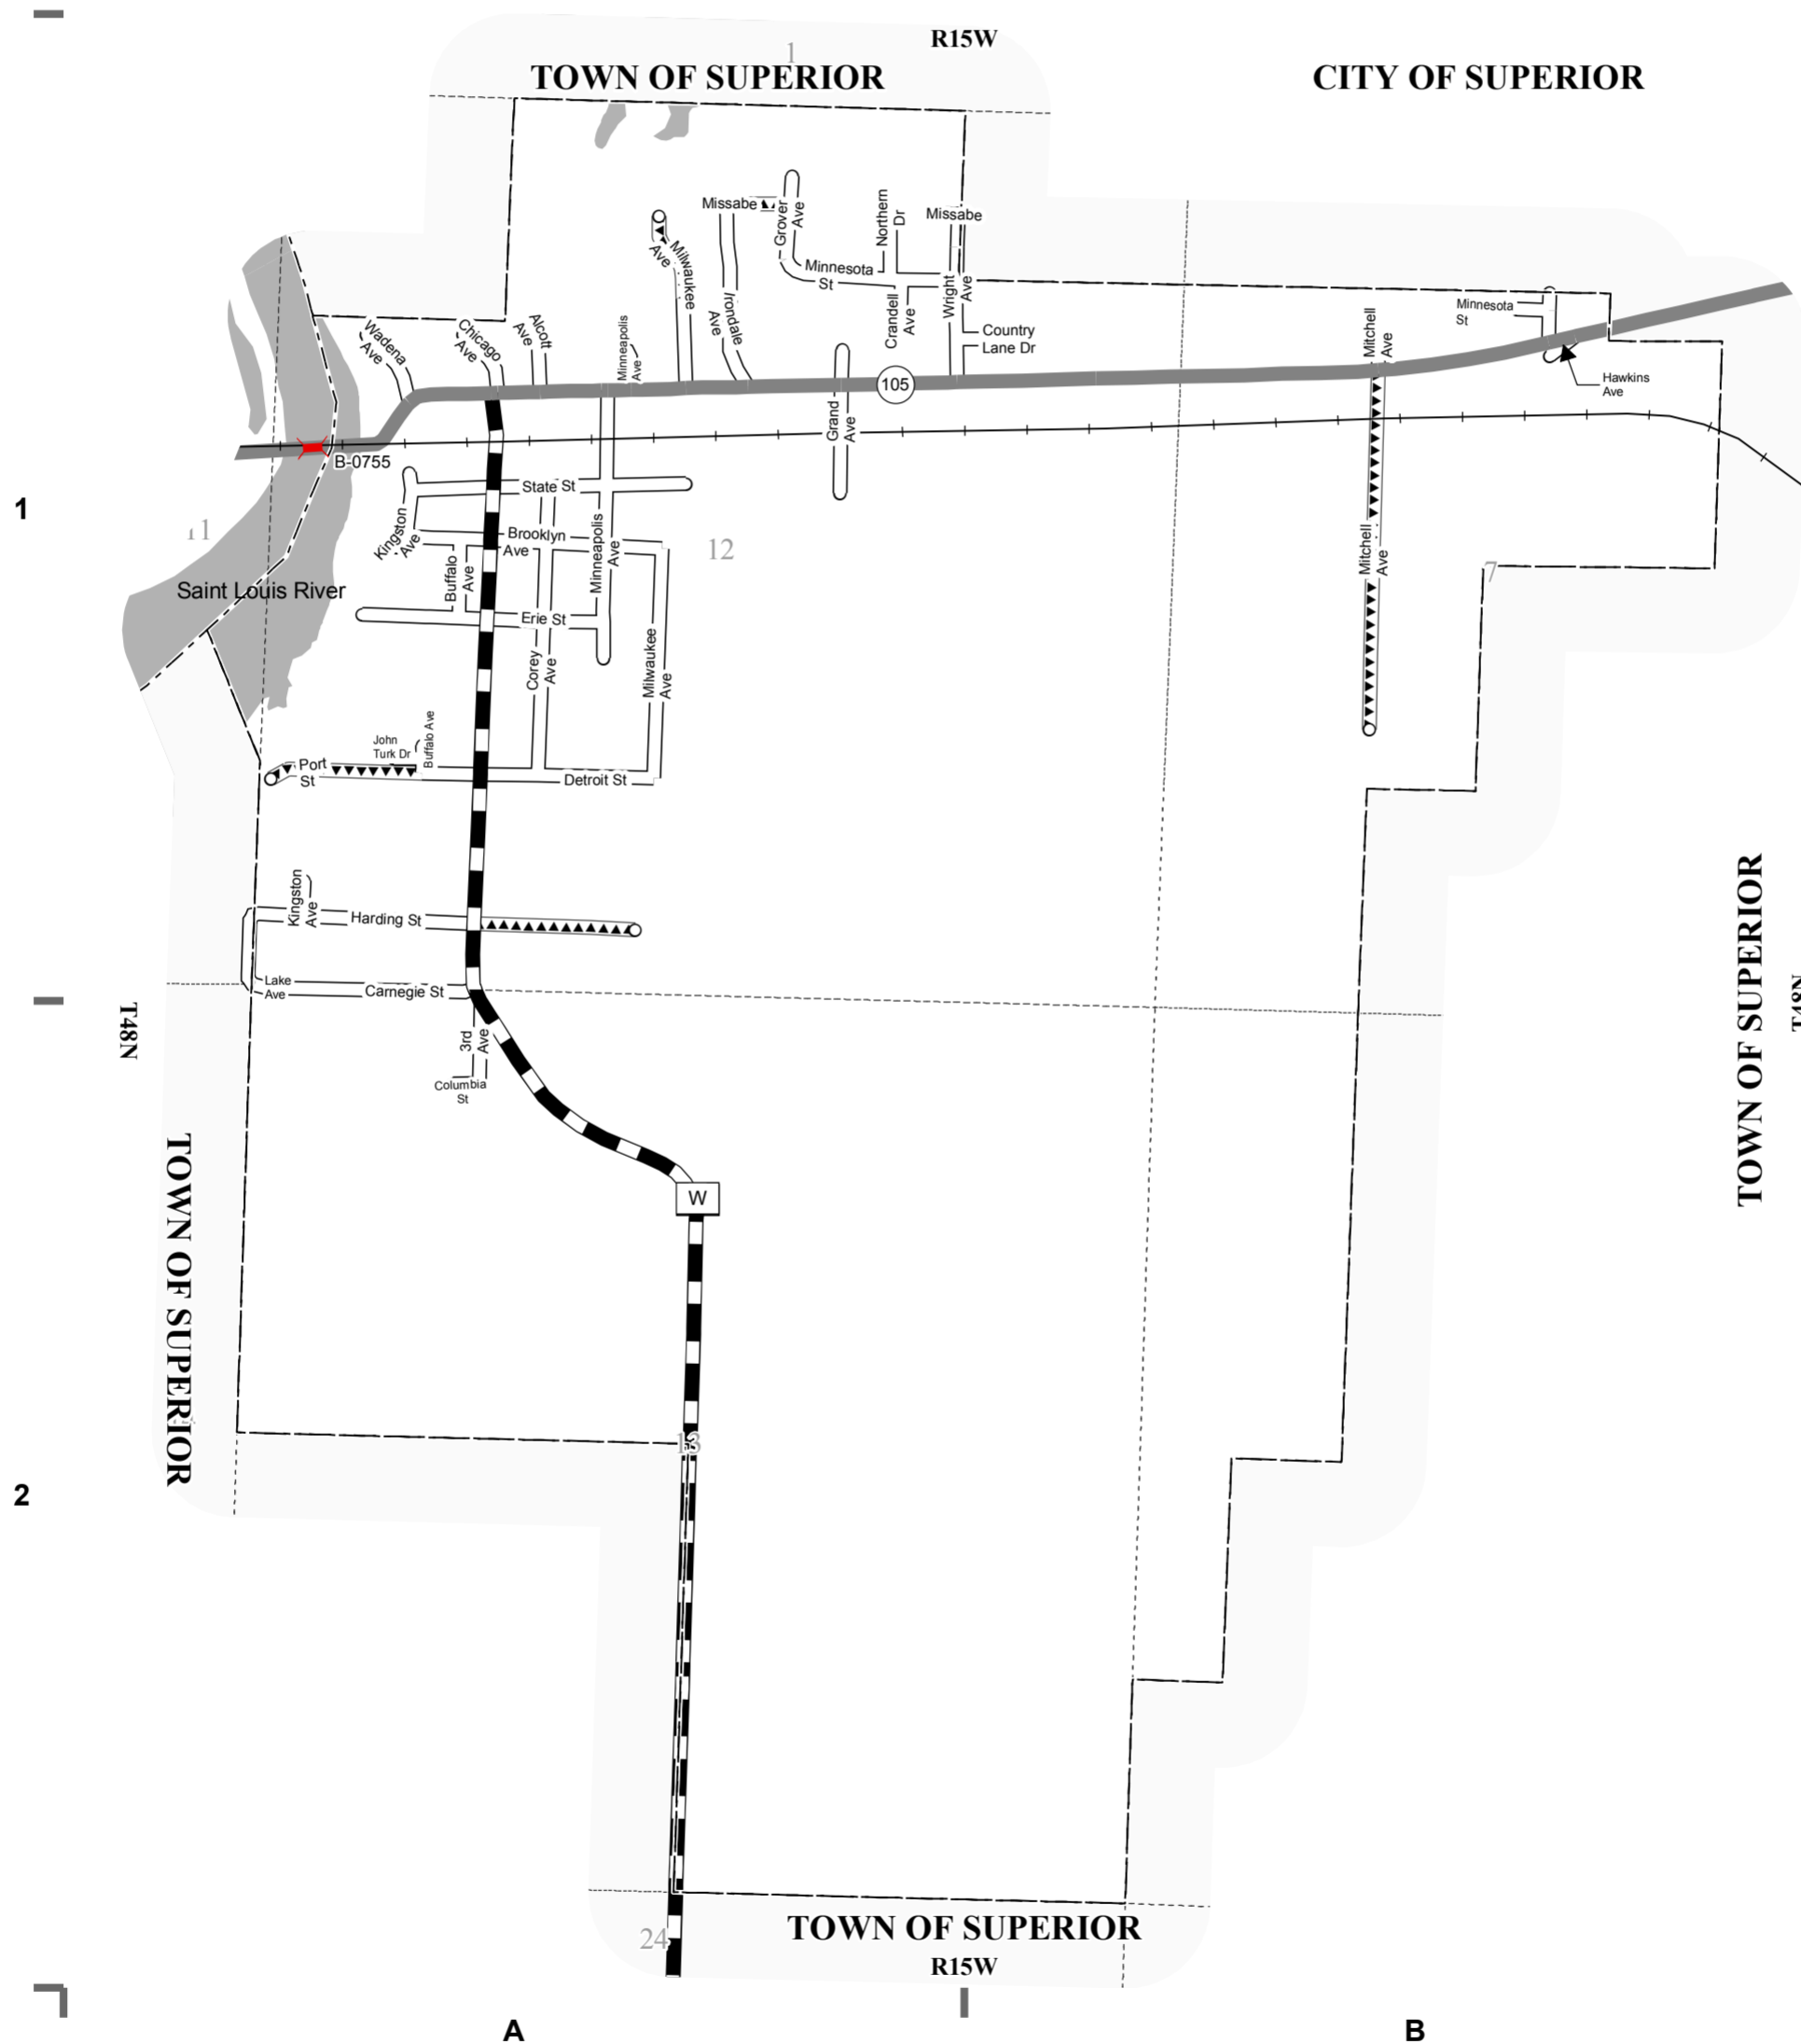 R15W
1
TOWN OF SUPERIOR
CITY OF SUPERIOR
Missabe
Grover
Ave
Northern
Dr
Missabe
Milwaukee
Ave
Minnesota
St
Irondale
Ave
Crandell
Ave
Wright
Ave
Country
Lane Dr
Wadena
Ave
Chicago
Ave
Alcott
Ave
Minneapolis
Ave
Mitchell
Ave
Minnesota
St
Hawkins
Ave
105
Grand
Ave
B-0755
1
11
State St
Kingston
Ave
Brooklyn
Ave
Minneapolis
Ave
12
Mitchell
Ave
7
Buffalo
Ave
Saint Louis River
Erie St
Corey
Ave
Milwaukee
Ave
John
Turk Dr
Buffalo Ave
Port
St
Detroit St
Kingston
Ave
Harding St
Lake
Ave
Carnegie St
T48N
3rd
Ave
Columbia
St
TOWN OF SUPERIOR
T48N
TOWN OF SUPERIOR
W
13
2
24
TOWN OF SUPERIOR
R15W
A
B